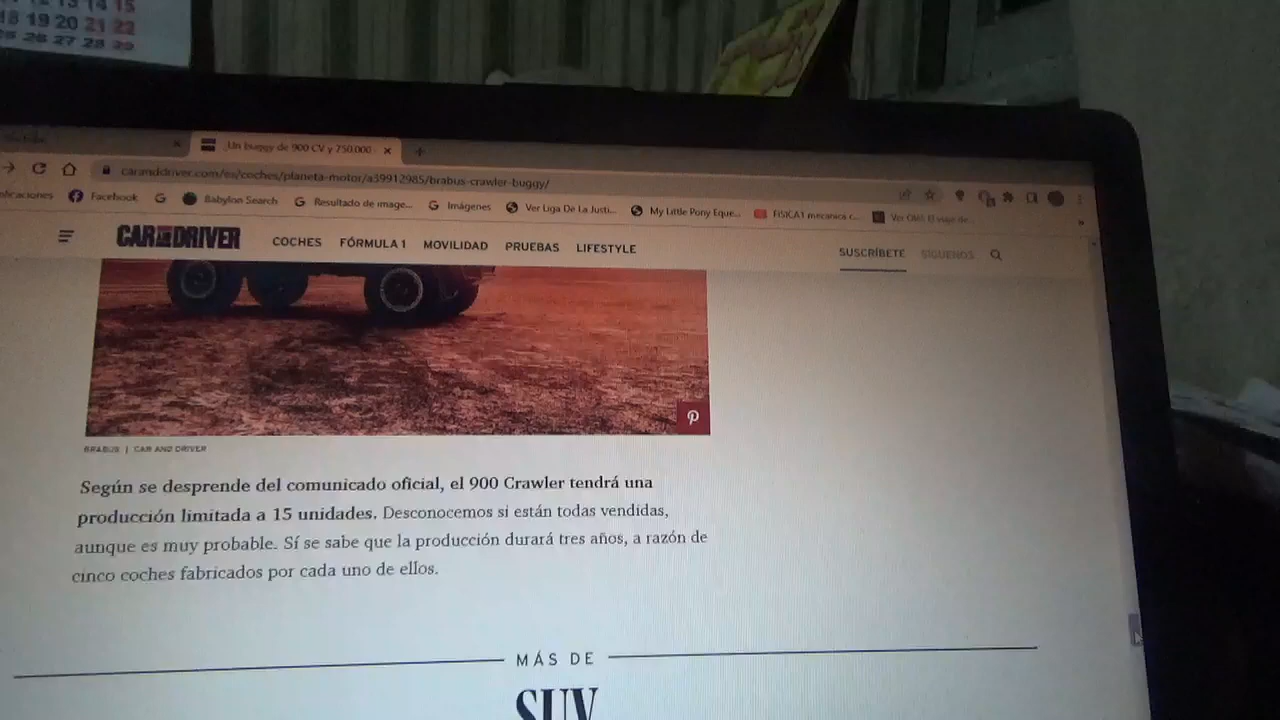 13 14 15
18 19 20 21 22
25 26 27 28 29
Un buggy de 900 CV y 750.000
caranddriver.com/es/coches/planeta-motor/a39912985/brabus-crawler-buggy/
Facebook
Babylon Search
Resultado de image...
Imágenes
Ver Liga De La Justi...
My Little Pony Eque...
FISICA1 mecanica c...
CAR AND DRIVER
COCHES
FÓRMULA 1
MOVILIDAD
PRUEBAS
LIFESTYLE
SUSCRÍBETE
SÍGUENOS
BRABUS | CAR AND DRIVER
Según se desprende del comunicado oficial, el 900 Crawler tendrá una
producción limitada a 15 unidades. Desconocemos si están todas vendidas,
aunque es muy probable. Sí se sabe que la producción durará tres años, a razón de
cinco coches fabricados por cada uno de ellos.
MÁS DE
SUV